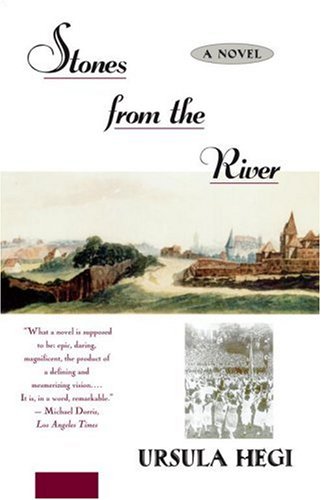 Stones
A NOVEL
from the
River
"What a novel is supposed
to be: epic, daring,
magnificent, the product of
a defining and
mesmerizing vision....
It is, in a word, remarkable."
— Michael Dorris,
Los Angeles Times
URSULA HEGI